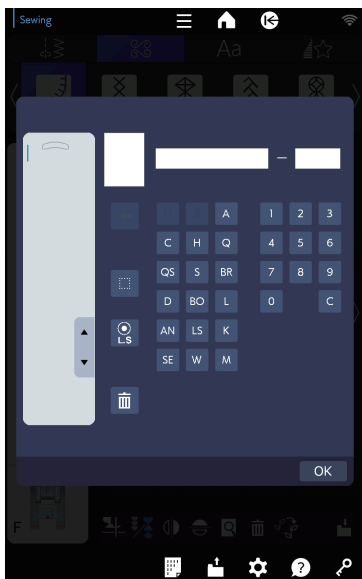 Sewing
Aa
–
A 1 2 3
C H Q 4 5 6
QS S BR 7 8 9
D BO L 0 C
AN LS K
L.S
SE W M
OK
F
?